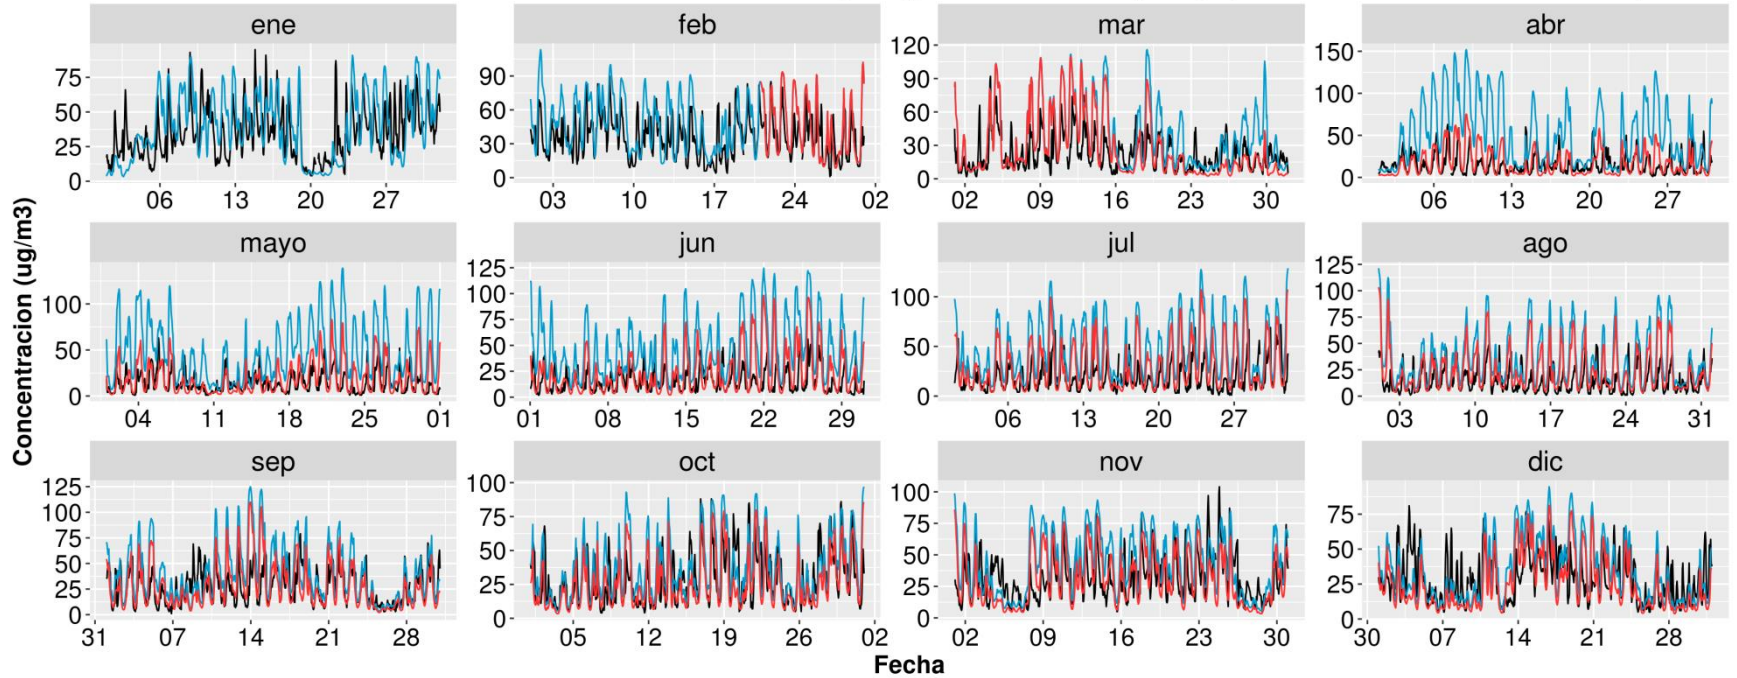 ene feb mar abr
75 50 25 0 90 60 30 0 120 90 60 30 0 150 100 50 0
06 13 20 27 03 10 17 24 02 02 09 16 23 30 06 13 20 27
mayo jun jul ago
100 50 0 125 100 75 50 25 0 100 50 0 125 100 75 50 25 0
04 11 18 25 01 01 08 15 22 29 06 13 20 27 03 10 17 24 31
sep oct nov dic
125 100 75 50 25 0 100 75 50 25 0 100 75 50 25 0 75 50 25 0
31 07 14 21 28 05 12 19 26 02 02 09 16 23 30 30 07 14 21 28
Concentracion (ug/m3)
Fecha